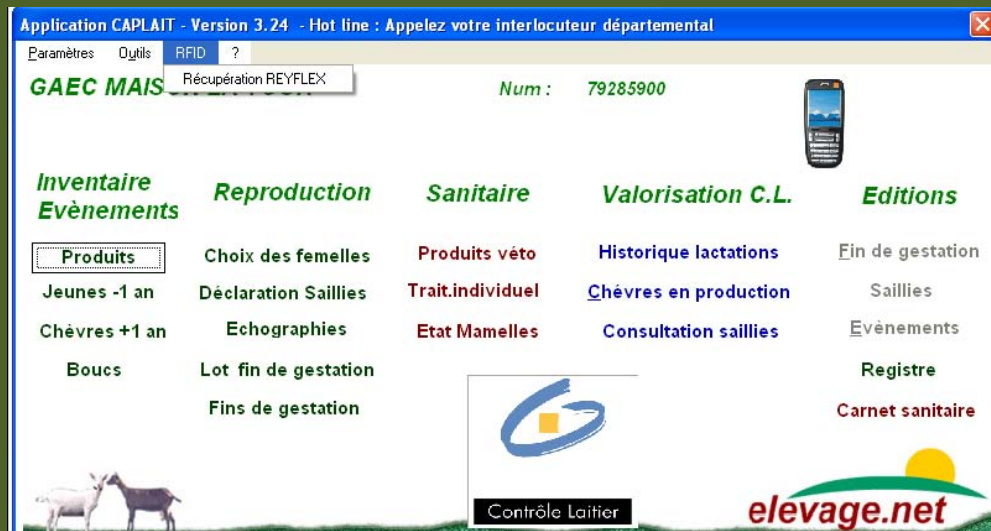 Application CAPLAIT - Version 3.24 - Hot line : Appelez votre interlocuteur départemental
Paramètres Outils RFID ?
Récupération REYFLEX
GAEC MAIS
Num : 79285900
Inventaire
Evènements
Produits
Jeunes -1 an
Chèvres +1 an
Boucs
Reproduction
Choix des femelles
Déclaration Saillies
Echographies
Lot fin de gestation
Fins de gestation
Sanitaire
Produits véto
Trait.individuel
Etat Mamelles
Valorisation C.L.
Historique lactations
Chèvres en production
Consultation saillies
Editions
Fin de gestation
Saillies
Evènements
Registre
Carnet sanitaire
Contrôle Laitier
elevage.net